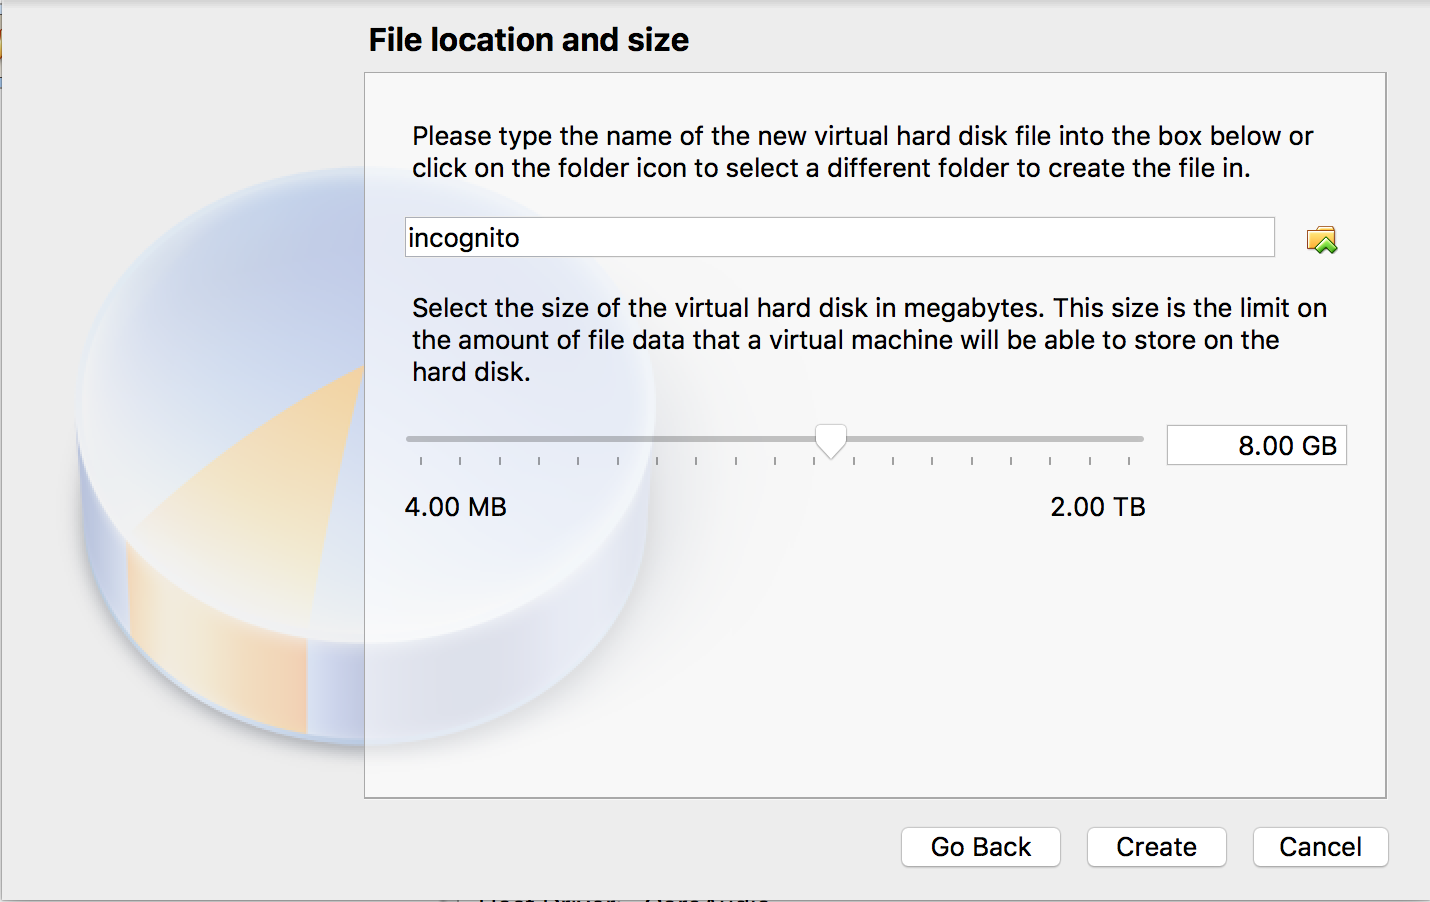 File location and size
Please type the name of the new virtual hard disk file into the box below or
click on the folder icon to select a different folder to create the file in.
incognito
Select the size of the virtual hard disk in megabytes. This size is the limit on
the amount of file data that a virtual machine will be able to store on the
hard disk.
8.00 GB
4.00 MB
2.00 TB
Go Back
Create
Cancel